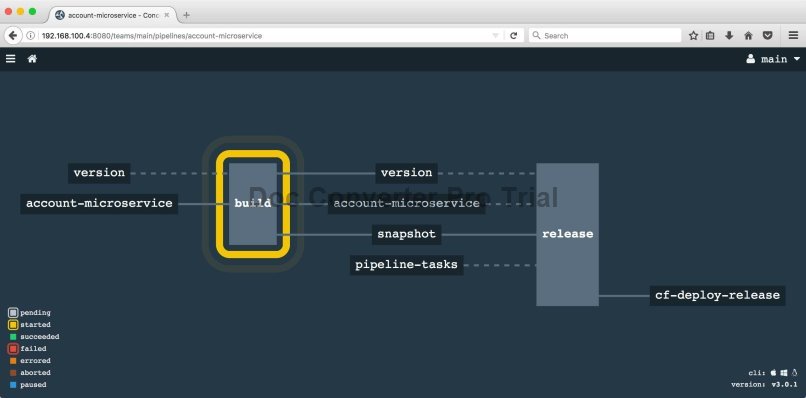 account-microservice - Conc
192.168.100.4:8080/teams/main/pipelines/account-microservice
Search
main
version
version
account-microservice
build
account-microservice
Doc Converter Pro Trial
snapshot
release
pipeline-tasks
cf-deploy-release
pending
started
succeeded
failed
errored
aborted
paused
cli:
version: v3.0.1